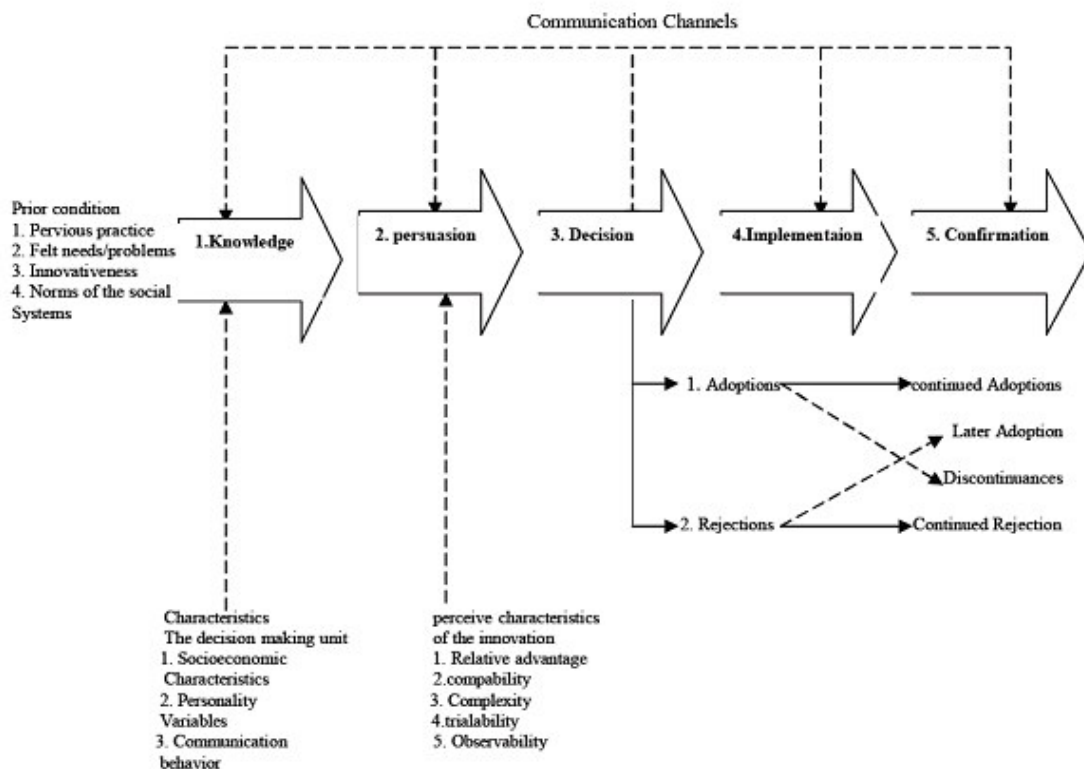 Communication Channels
Prior condition
1. Pervious practice
2. Felt needs/problems
3. Innovativeness
4. Norms of the social
Systems
1.Knowledge
2. persuasion
3. Decision
4.Implementaion
5. Confirmation
1. Adoptions
continued Adoptions
Later Adoption
Discontinuances
2. Rejections
Continued Rejection
Characteristics
The decision making unit
1. Socioeconomic
Characteristics
2. Personality
Variables
3. Communication
behavior
perceive characteristics
of the innovation
1. Relative advantage
2.compability
3. Complexity
4.trialability
5. Observability